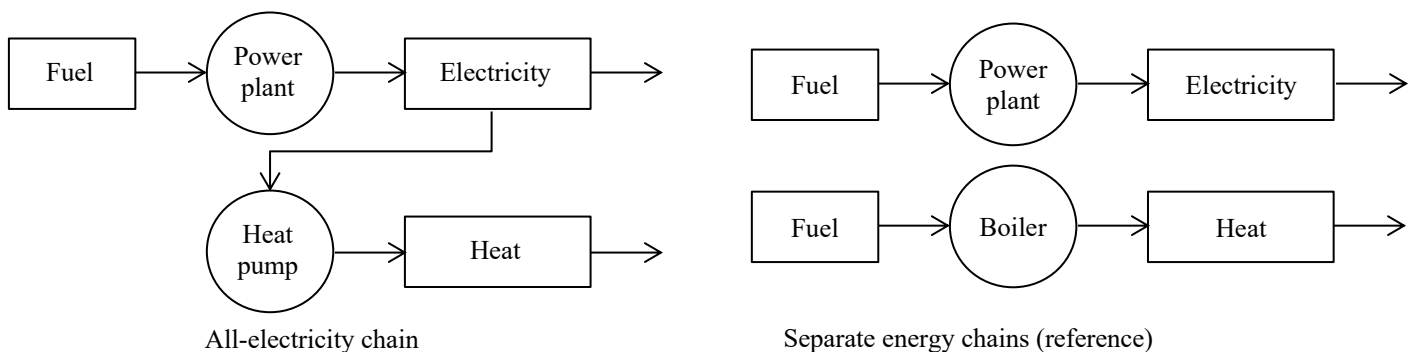 Fuel
Power
plant
Electricity
Heat
pump
Heat
All-electricity chain
Fuel
Power
plant
Electricity
Fuel
Boiler
Heat
Separate energy chains (reference)